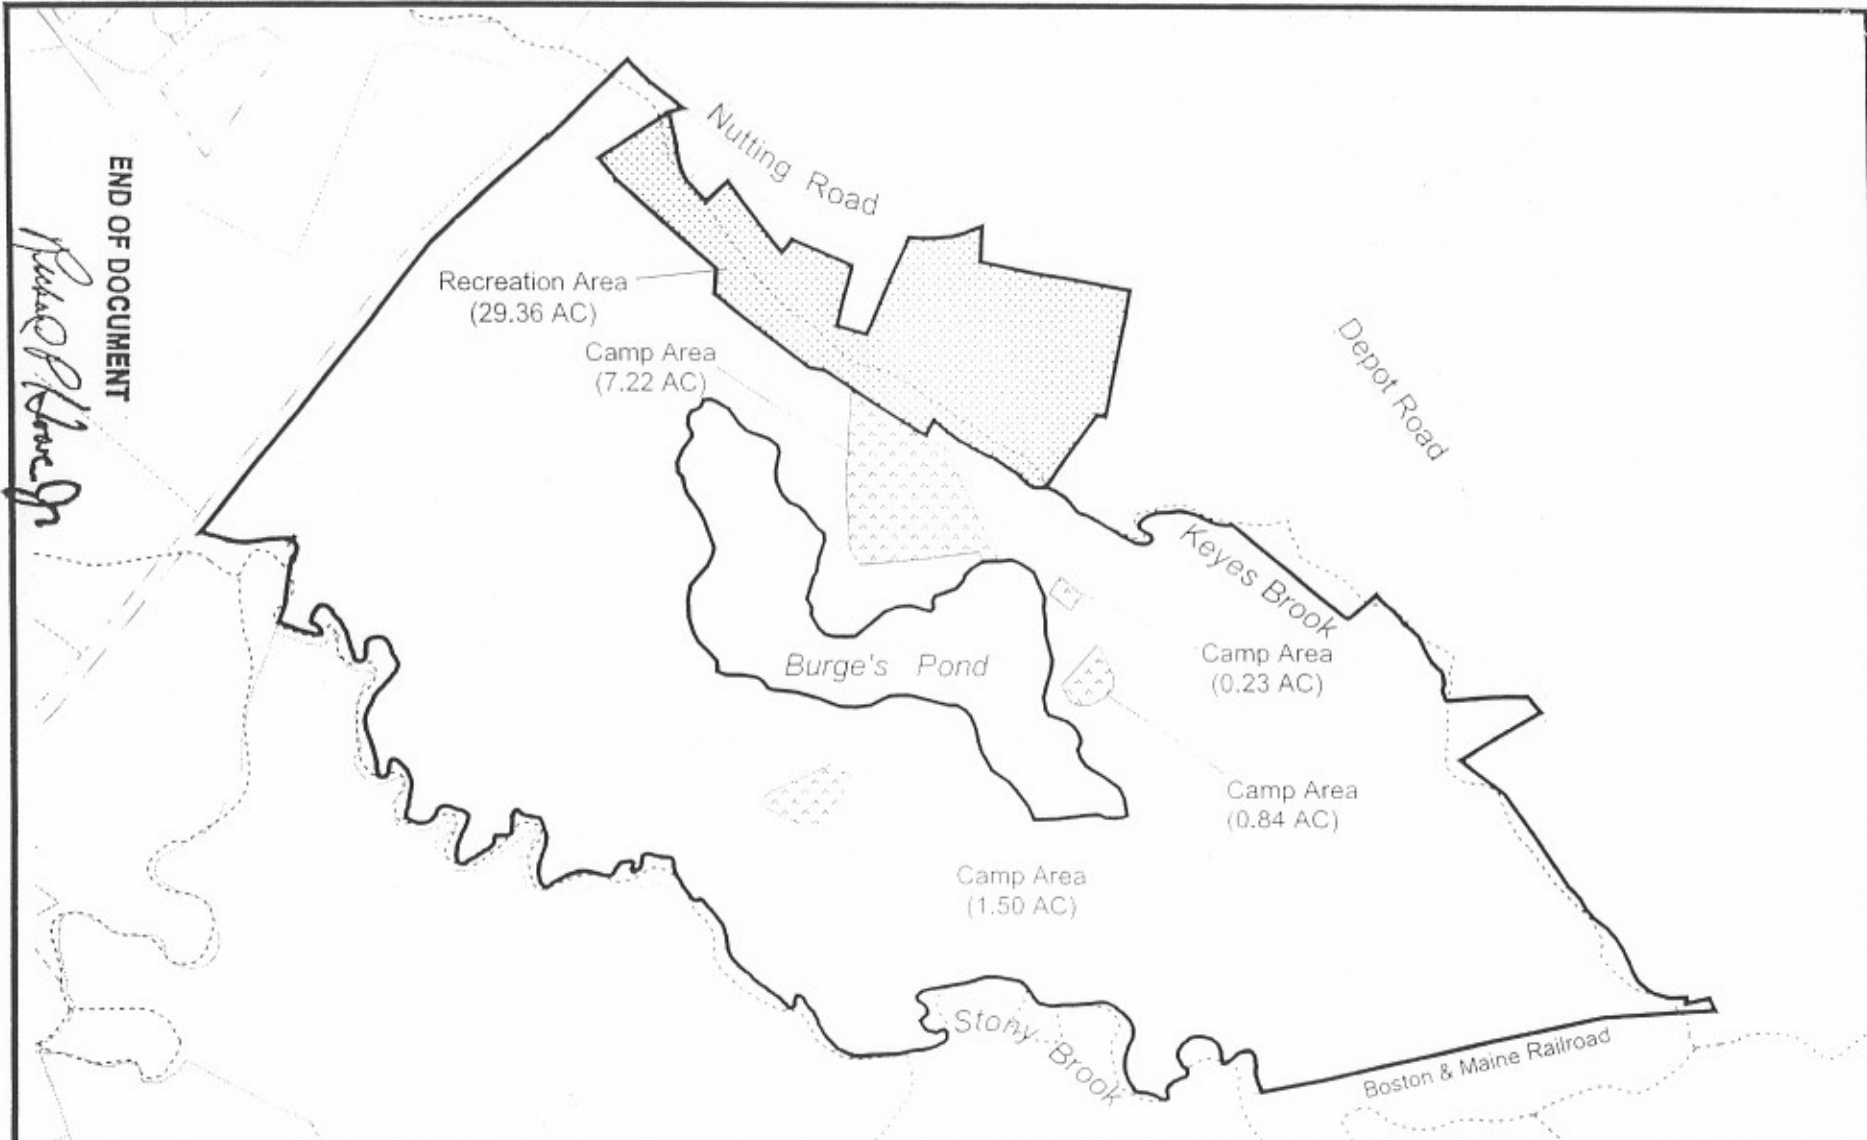 Nutting Road
END OF DOCUMENT
Recreation Area
(29.36 AC)
Camp Area
(7.22 AC)
Depot Road
Keyes Brook
Camp Area
(0.23 AC)
Burge's Pond
Camp Area
(0.84 AC)
Camp Area
(1.50 AC)
Stony Brook
Boston & Maine Railroad